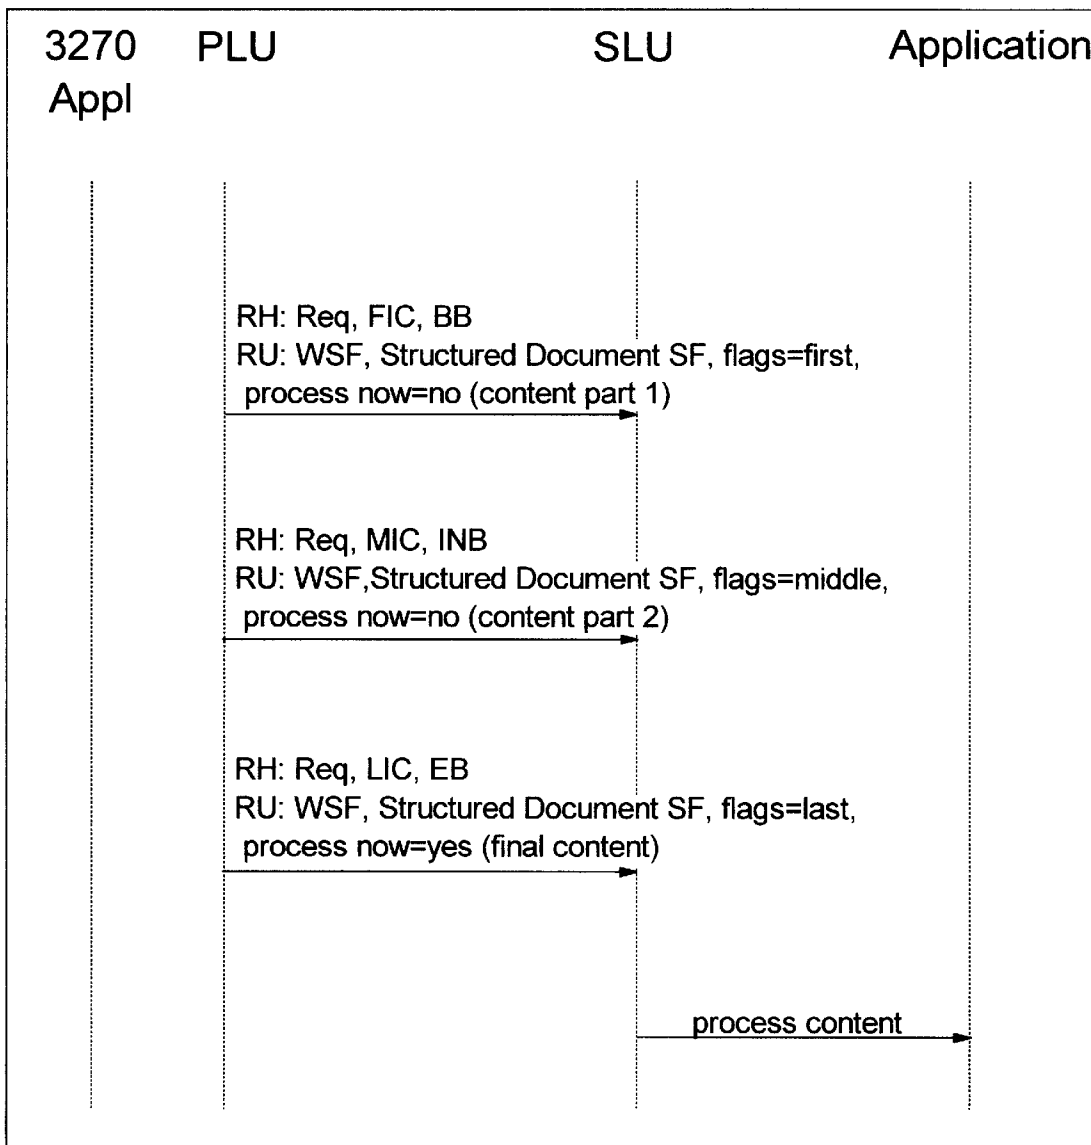 3270 PLU SLU Application
Appl
RH: Req, FIC, BB
RU: WSF, Structured Document SF, flags=first,
process now=no (content part 1)
RH: Req, MIC, INB
RU: WSF,Structured Document SF, flags=middle,
process now=no (content part 2)
RH: Req, LIC, EB
RU: WSF, Structured Document SF, flags=last,
process now=yes (final content)
process content